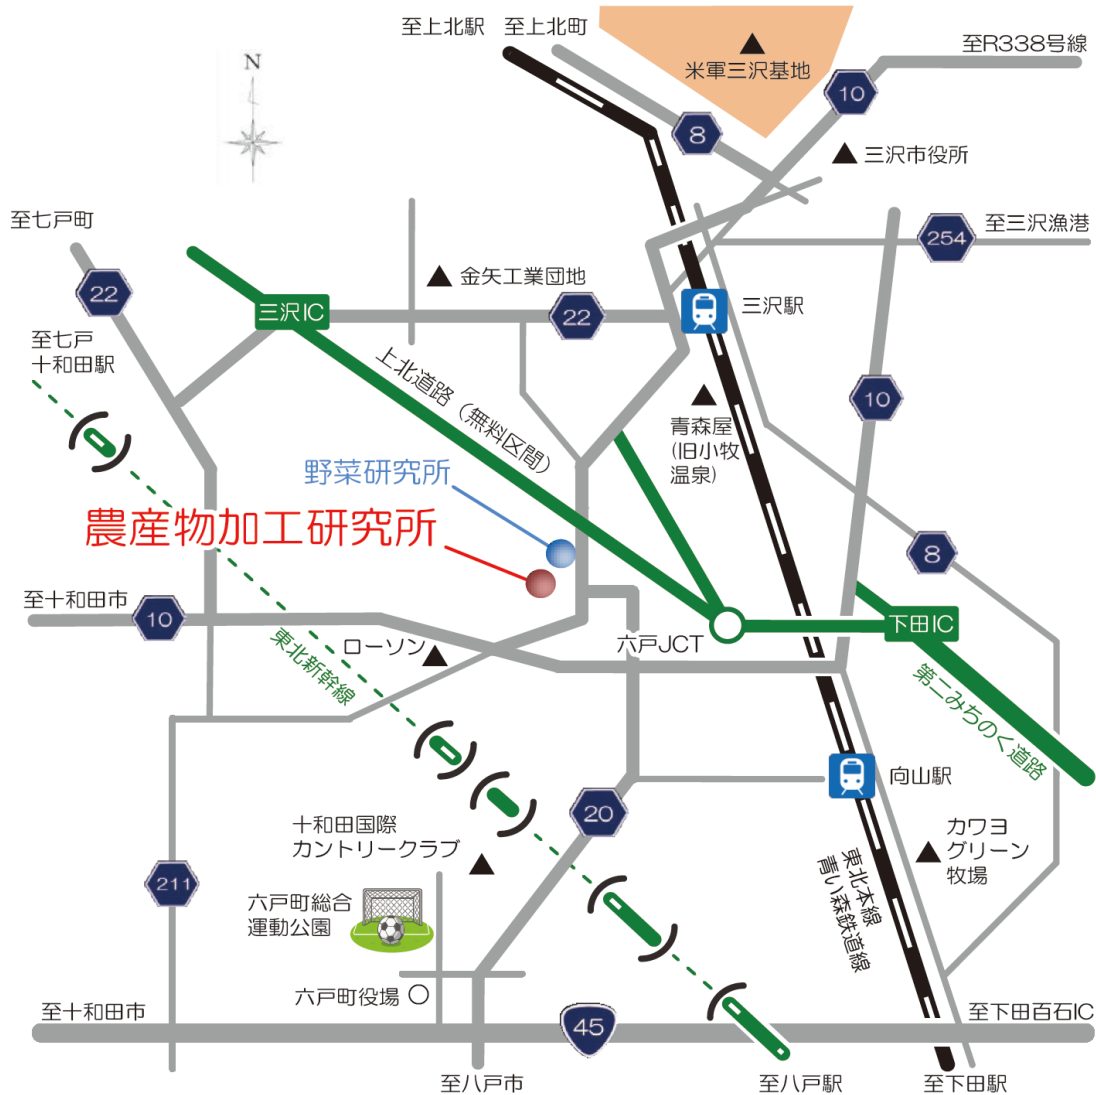 至上北駅
至上北町
米軍三沢基地
至R338号線
10
8
三沢市役所
N
至七戸町
254
至三沢漁港
22
金矢工業団地
三沢IC
22
三沢駅
至七戸
十和田駅
上北道路（無料区間）
10
青森屋
(旧小牧
温泉)
野菜研究所
農産物加工研究所
8
至十和田市
10
ローソン
六戸JCT
下田IC
東北新幹線
第二みちのく道路
向山駅
20
十和田国際
カントリークラブ
カワヨ
グリーン
牧場
東北本線
青い森鉄道線
211
六戸町総合
運動公園
六戸町役場
至十和田市
45
至下田百石IC
至八戸市
至八戸駅
至下田駅